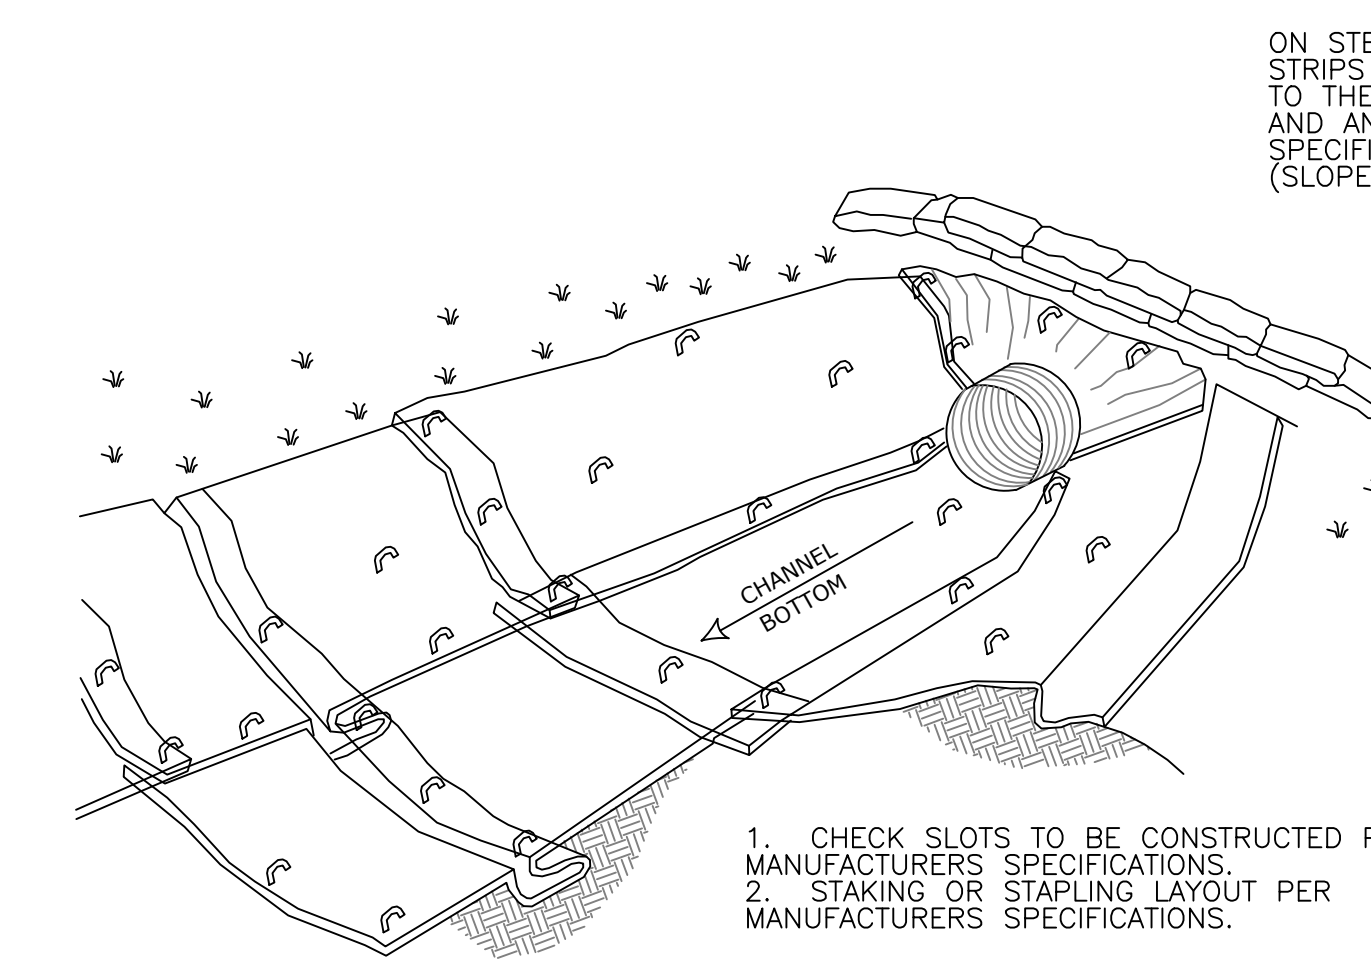 ON STE
STRIPS
TO THE
AND AN
SPECIFI
(SLOPE
CHANNEL
BOTTOM
1. CHECK SLOTS TO BE CONSTRUCTED P
MANUFACTURERS SPECIFICATIONS.
2. STAKING OR STAPLING LAYOUT PER
MANUFACTURERS SPECIFICATIONS.